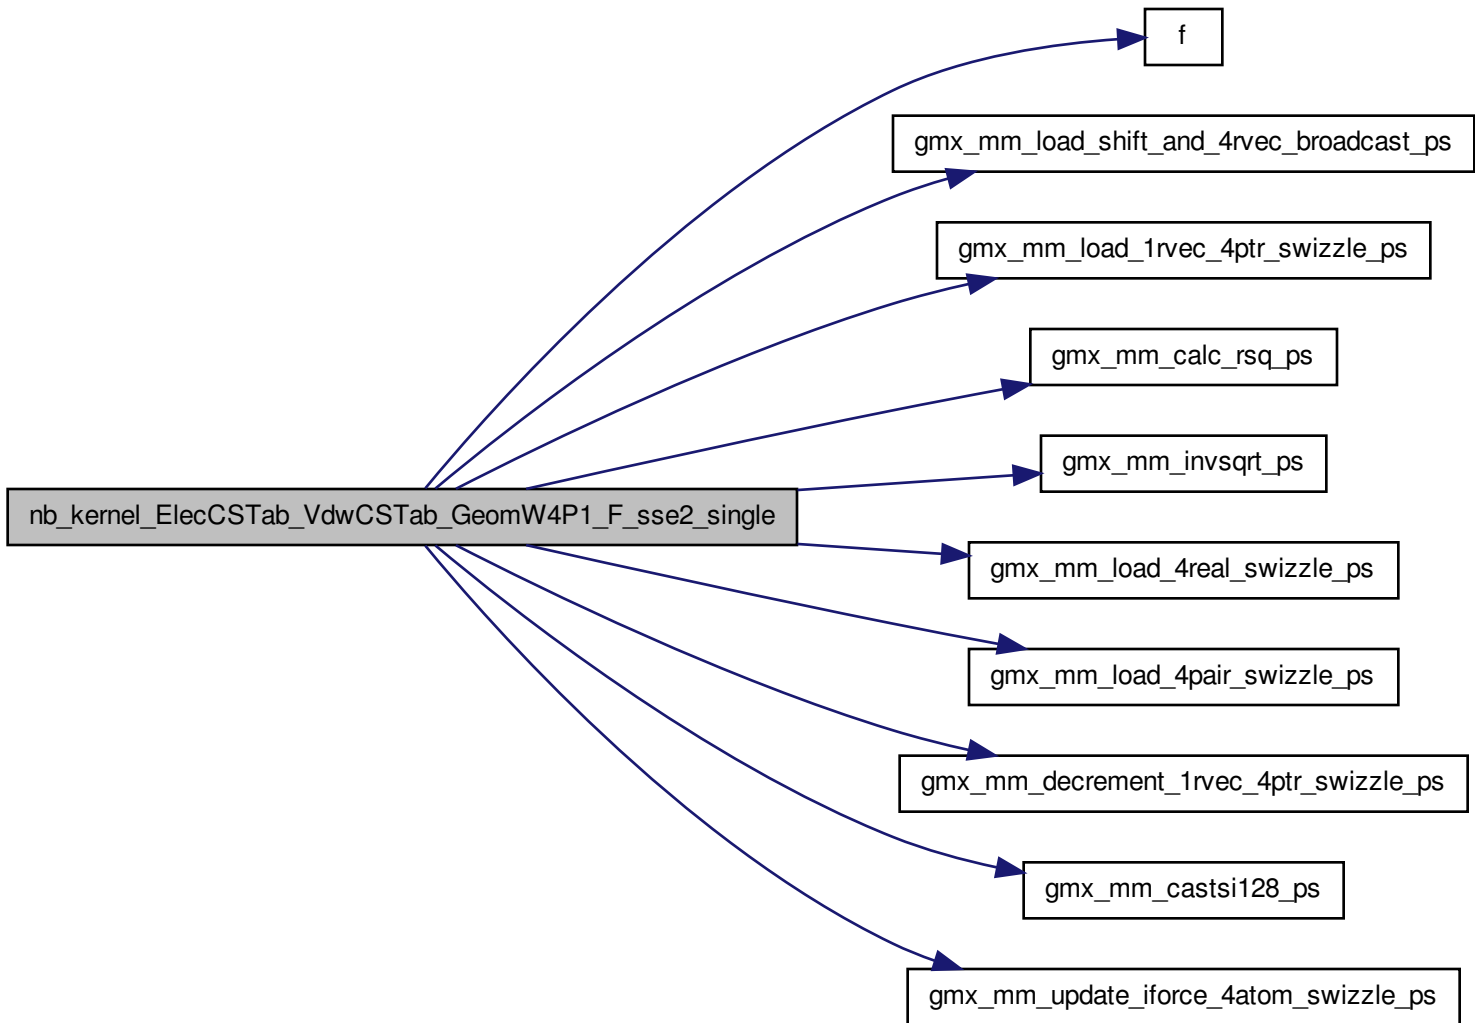 f
gmx_mm_load_shift_and_4rvec_broadcast_ps
gmx_mm_load_1rvec_4ptr_swizzle_ps
gmx_mm_calc_rsq_ps
gmx_mm_invsqrt_ps
nb_kernel_ElecCSTab_VdwCSTab_GeomW4P1_F_sse2_single
gmx_mm_load_4real_swizzle_ps
gmx_mm_load_4pair_swizzle_ps
gmx_mm_decrement_1rvec_4ptr_swizzle_ps
gmx_mm_castsi128_ps
gmx_mm_update_iforce_4atom_swizzle_ps